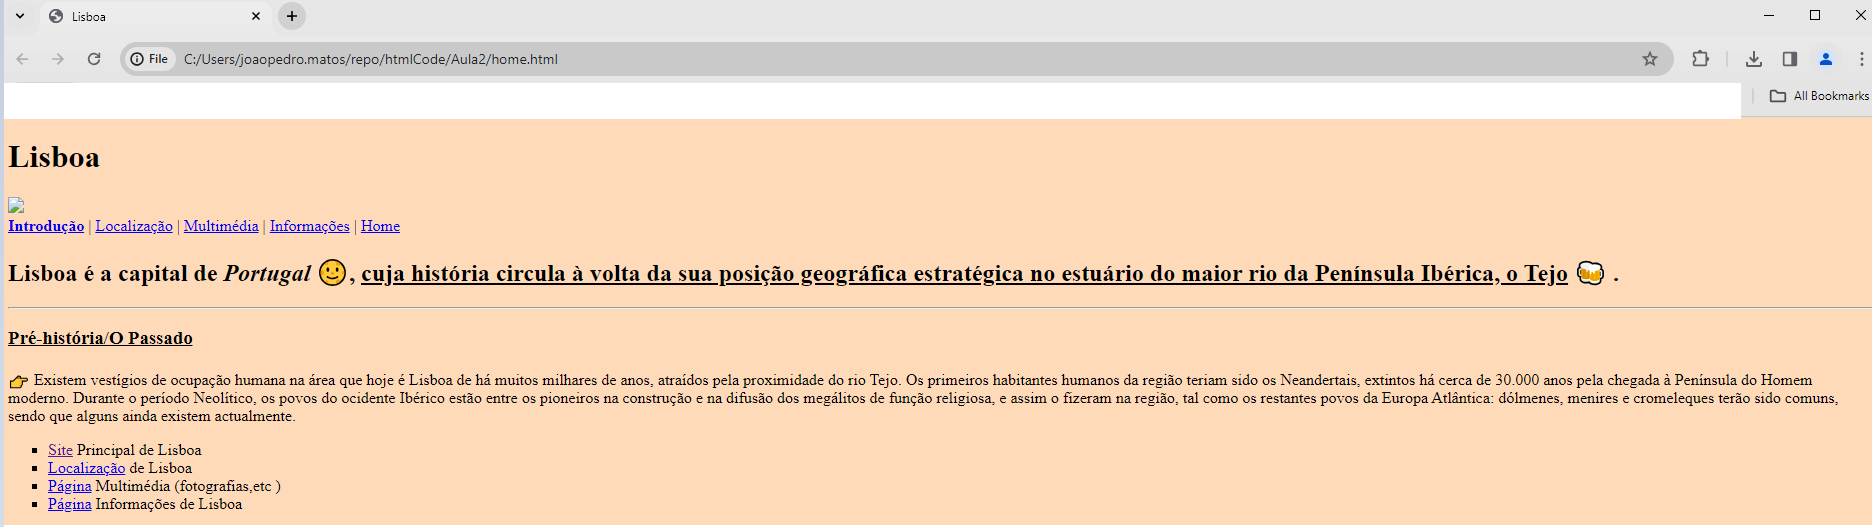 Lisboa
File C:/Users/joaopedro.matos/repo/htmlCode/Aula2/home.html
All Bookmarks
Lisboa
Introdução | Localização | Multimédia | Informações | Home
Lisboa é a capital de Portugal 🙂, cuja história circula à volta da sua posição geográfica estratégica no estuário do maior rio da Península Ibérica, o Tejo 🍻 .
Pré-história/O Passado
👉 Existem vestígios de ocupação humana na área que hoje é Lisboa de há muitos milhares de anos, atraídos pela proximidade do rio Tejo. Os primeiros habitantes humanos da região teriam sido os Neandertais, extintos há cerca de 30.000 anos pela chegada à Península do Homem
moderno. Durante o período Neolítico, os povos do ocidente Ibérico estão entre os pioneiros na construção e na difusão dos megálitos de função religiosa, e assim o fizeram na região, tal como os restantes povos da Europa Atlântica: dólmenes, menires e cromeleques terão sido comuns,
sendo que alguns ainda existem actualmente.
▪ Site Principal de Lisboa
▪ Localização de Lisboa
▪ Página Multimédia (fotografias,etc )
▪ Página Informações de Lisboa